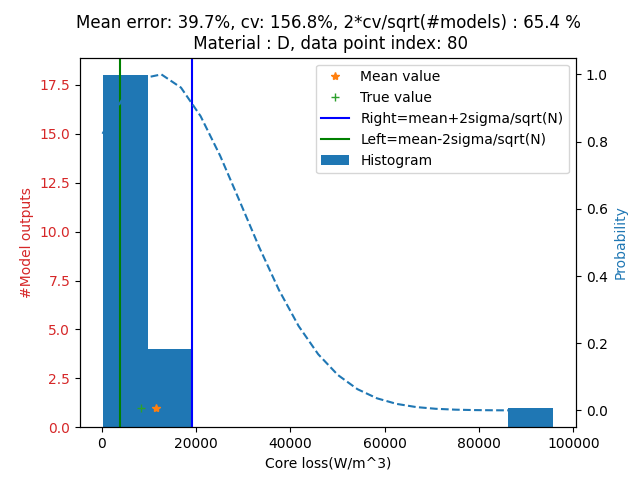 Mean error: 39.7%, cv: 156.8%, 2*cv/sqrt(#models) : 65.4 %
Material : D, data point index: 80
Mean value
True value
Right=mean+2sigma/sqrt(N)
Left=mean-2sigma/sqrt(N)
Histogram
#Model outputs
17.5
15.0
12.5
10.0
7.5
5.0
2.5
0.0
1.0
0.8
0.6
0.4
0.2
0.0
Probability
0 20000 40000 60000 80000 100000
Core loss(W/m^3)